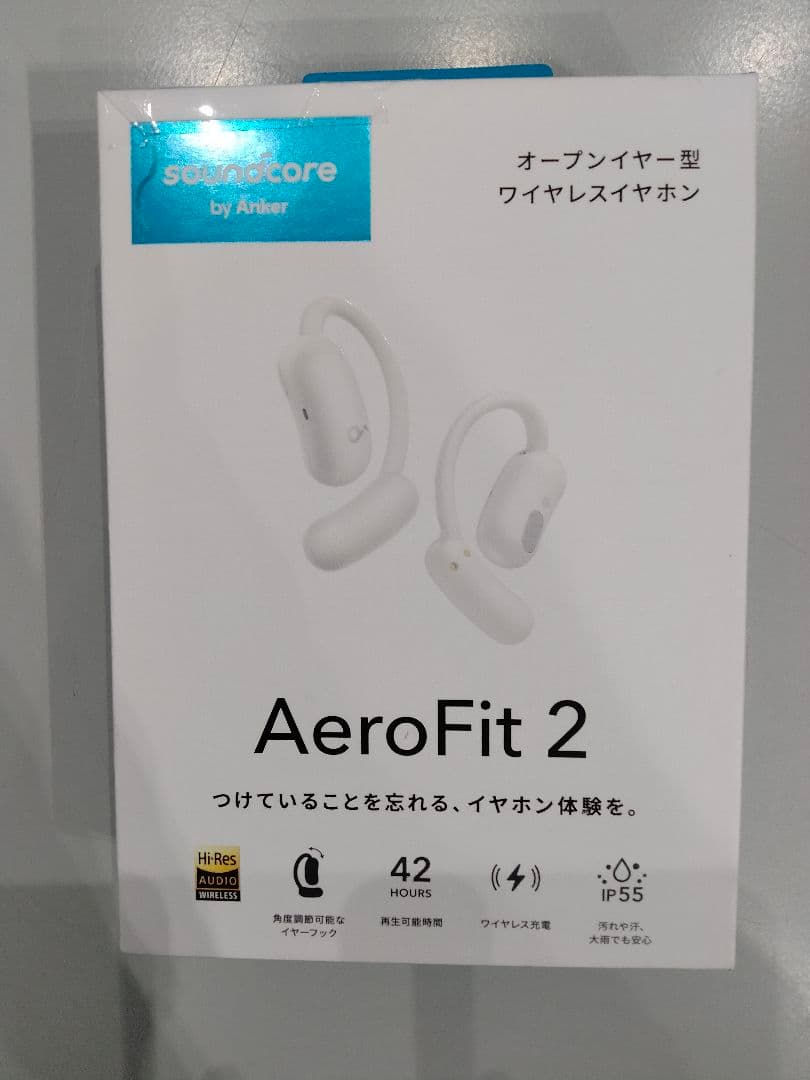 soundcore
by Anker
オープンイヤー型
ワイヤレスイヤホン
AeroFit 2
つけていることを忘れる、イヤホン体験を。
Hi-Res
AUDIO
WIRELESS
角度調節可能な
イヤーフック
42
HOURS
再生可能時間
ワイヤレス充電
IP55
汚れや汗、
大雨でも安心